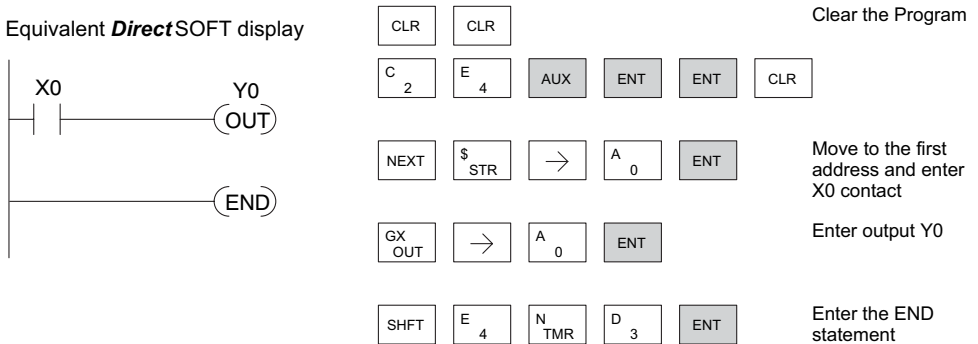 Equivalent DirectSOFT display
X0
Y0
OUT
END
CLR CLR
Clear the Program
C 2 E 4 AUX ENT ENT CLR
NEXT $ STR → A 0 ENT
Move to the first
address and enter
X0 contact
GX OUT → A 0 ENT
Enter output Y0
SHFT E 4 N TMR D 3 ENT
Enter the END
statement